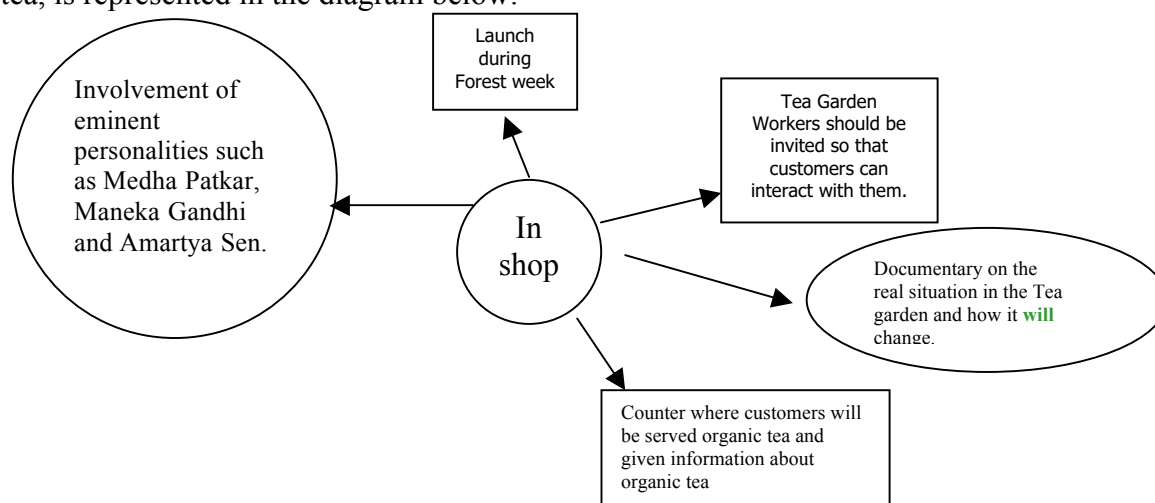 tea, is represented in the diagram below.
Launch
during
Forest week
Involvement of
eminent
personalities such
as Medha Patkar,
Maneka Gandhi
and Amartya Sen.
Tea Garden
Workers should be
invited so that
customers can
interact with them.
In
shop
Documentary on the
real situation in the Tea
garden and how it will
change.
Counter where customers will
be served organic tea and
given information about
organic tea